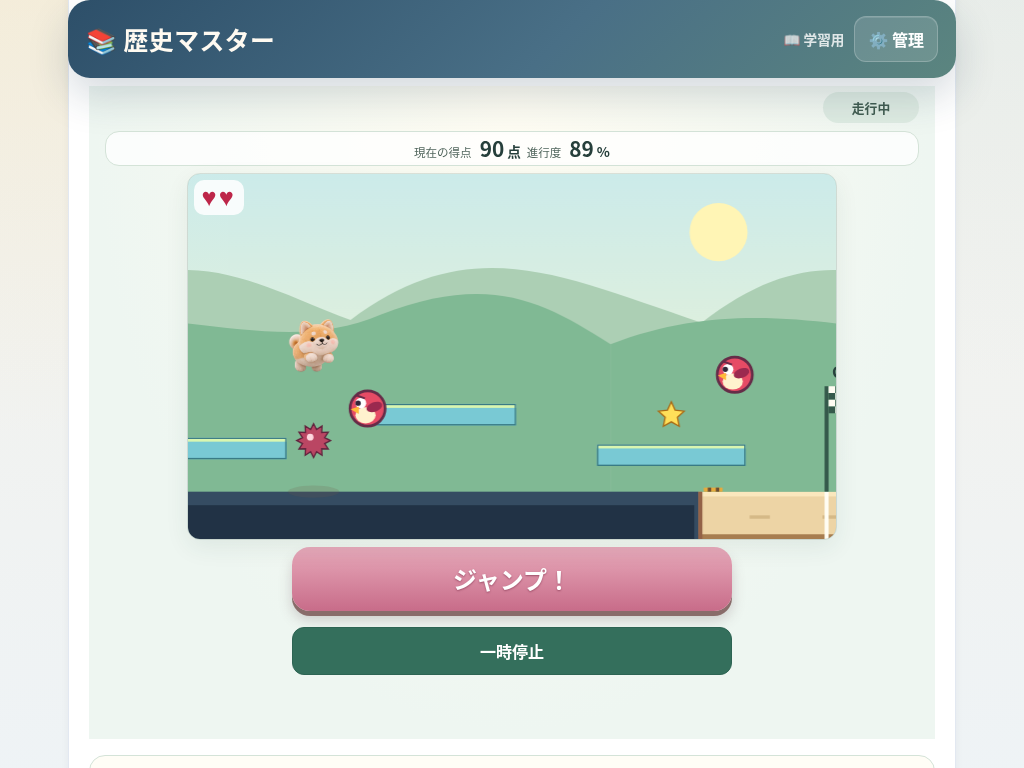 📚 歴史マスター
📖 学習用
⚙️ 管理
走行中
現在の得点 90 点 進行度 89 %
♥♥
ジャンプ！
一時停止